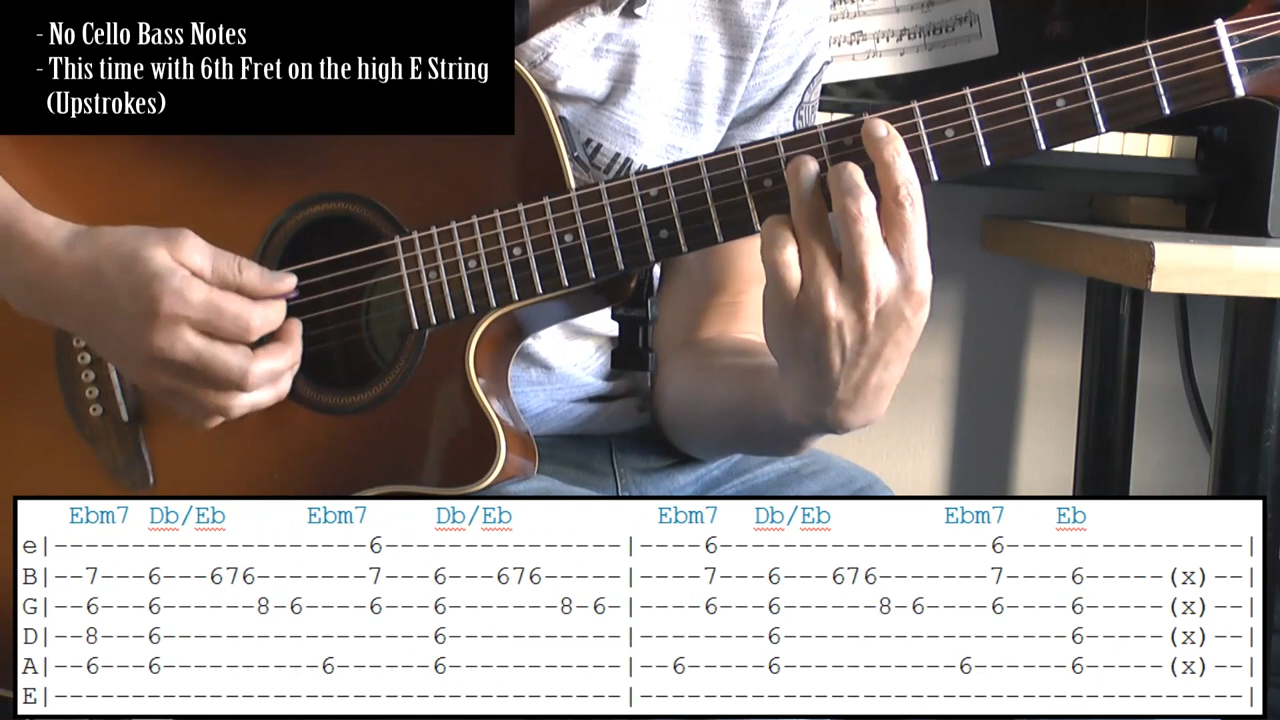 - No Cello Bass Notes
- This time with 6th Fret on the high E String
(Upstrokes)
Ebm7 Db/Eb Ebm7 Db/Eb Ebm7 Db/Eb Ebm7 Eb
e|--------------------6---------------|----6-----------------6---------------|
B|--7---6---676-------7---6---676-----|----7---6---676-------7----6-----(x)--|
G|--6---6------8-6----6---6-------8-6-|----6---6------8-6----6----6-----(x)--|
D|--8---6-----------------6-----------|--------6------------------6-----(x)--|
A|--6---6----------6------6-----------|--6-----6-----------6------6-----(x)--|
E|------------------------------------|--------------------------------------|